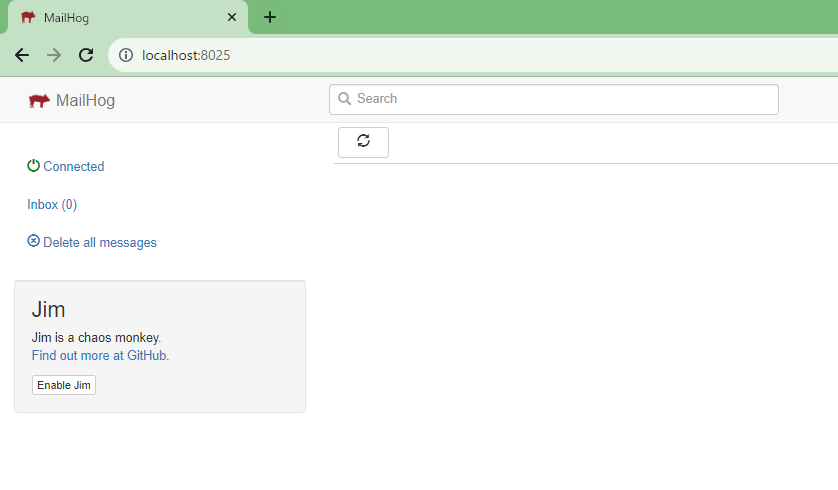 MailHog
localhost:8025
MailHog
Search
Connected
Inbox (0)
Delete all messages
Jim
Jim is a chaos monkey.
Find out more at GitHub.
Enable Jim